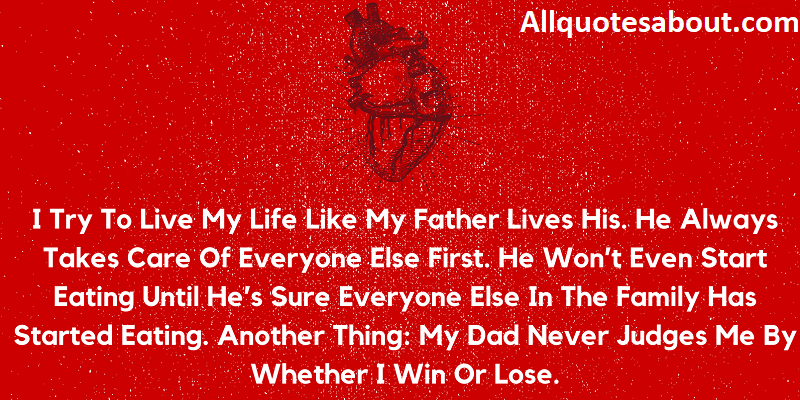 Allquotesabout.com
I Try To Live My Life Like My Father Lives His. He Always
Takes Care Of Everyone Else First. He Won’t Even Start
Eating Until He’s Sure Everyone Else In The Family Has
Started Eating. Another Thing: My Dad Never Judges Me By
Whether I Win Or Lose.